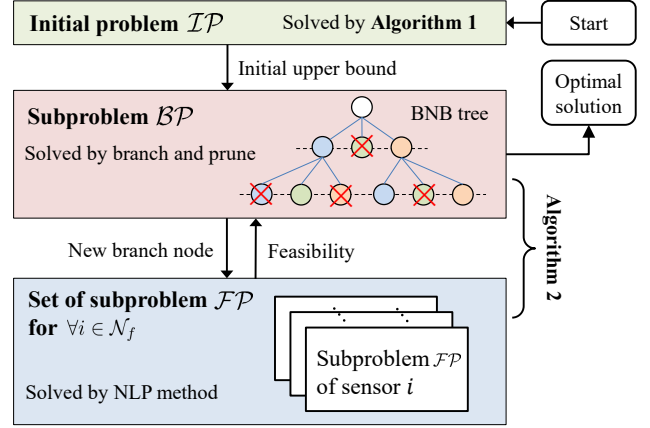 Initial problem 𝓘𝓟 Solved by Algorithm 1
Start
Initial upper bound
Optimal
solution
Subproblem 𝓑𝓟
BNB tree
Solved by branch and prune
Algorithm 2
New branch node
Feasibility
Set of subproblem 𝓕𝓟
for ∀i ∈ 𝒩_f
Subproblem 𝓕𝓟
of sensor i
Solved by NLP method